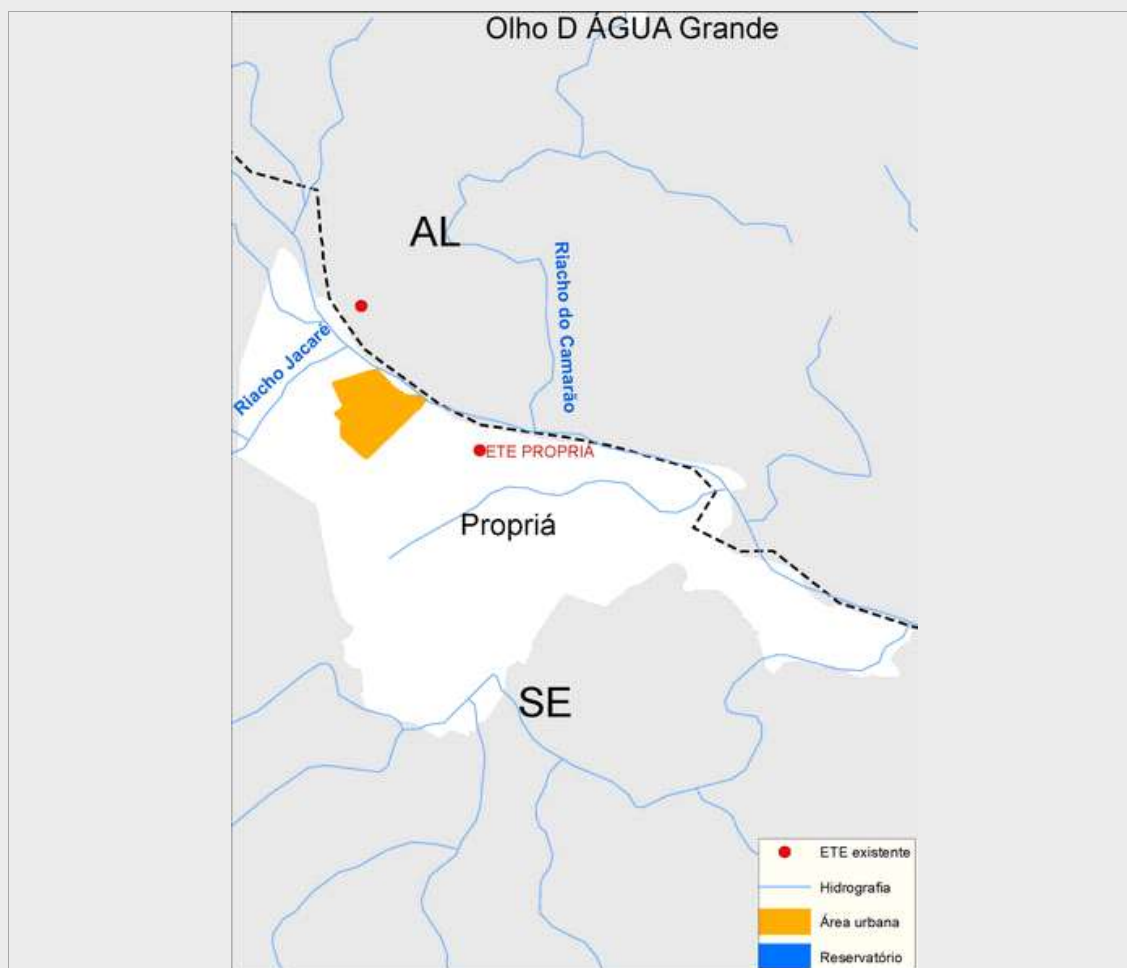 Olho D ÁGUA Grande
AL
Riacho do Camarão
Riacho Jacaré
ETE PROPRIÁ
Propriá
SE
ETE existente
Hidrografia
Área urbana
Reservatório